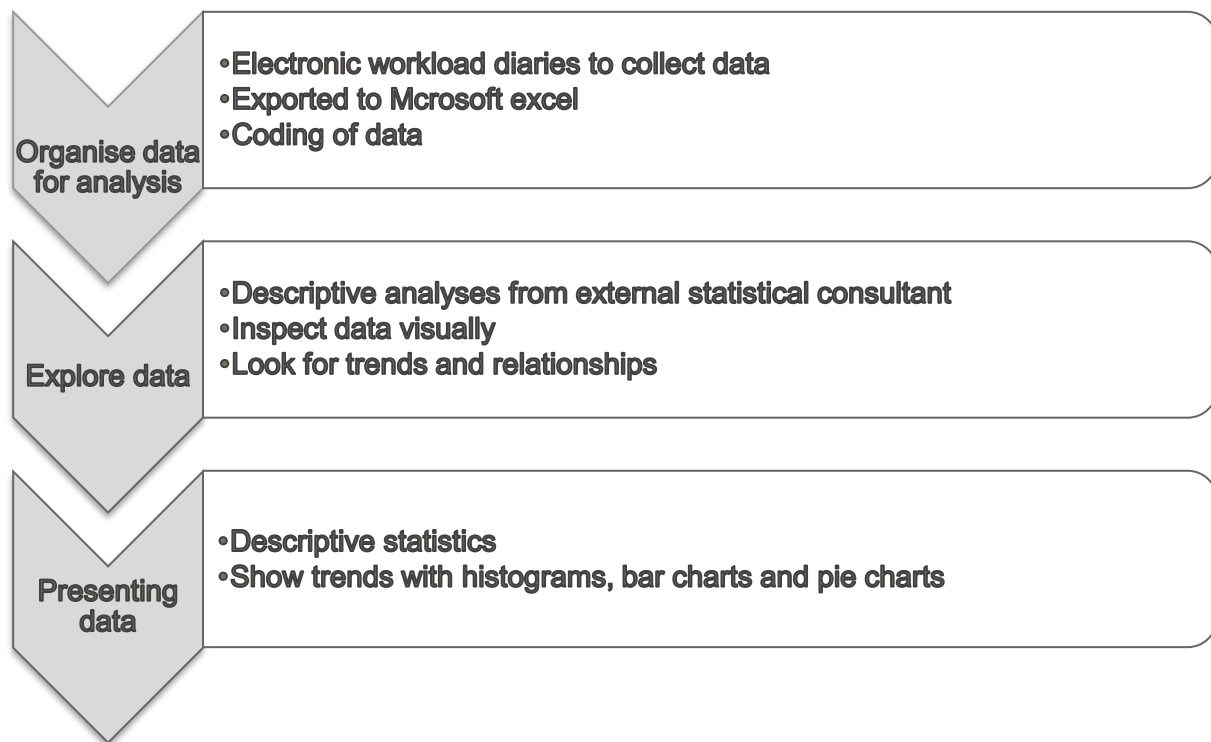 Organise data
for analysis
•Electronic workload diaries to collect data
•Exported to Mcrosoft excel
•Coding of data
Explore data
•Descriptive analyses from external statistical consultant
•Inspect data visually
•Look for trends and relationships
Presenting
data
•Descriptive statistics
•Show trends with histograms, bar charts and pie charts